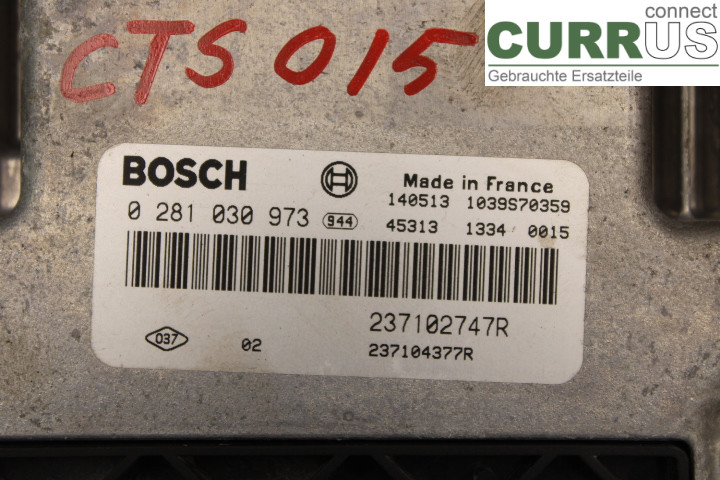 connect
CURRUS
Gebrauchte Ersatzteile
CTS 015
BOSCH
Made in France
140513 1039S70359
0 281 030 973 944
45313 1334 0015
237102747R
037 02
237104377R